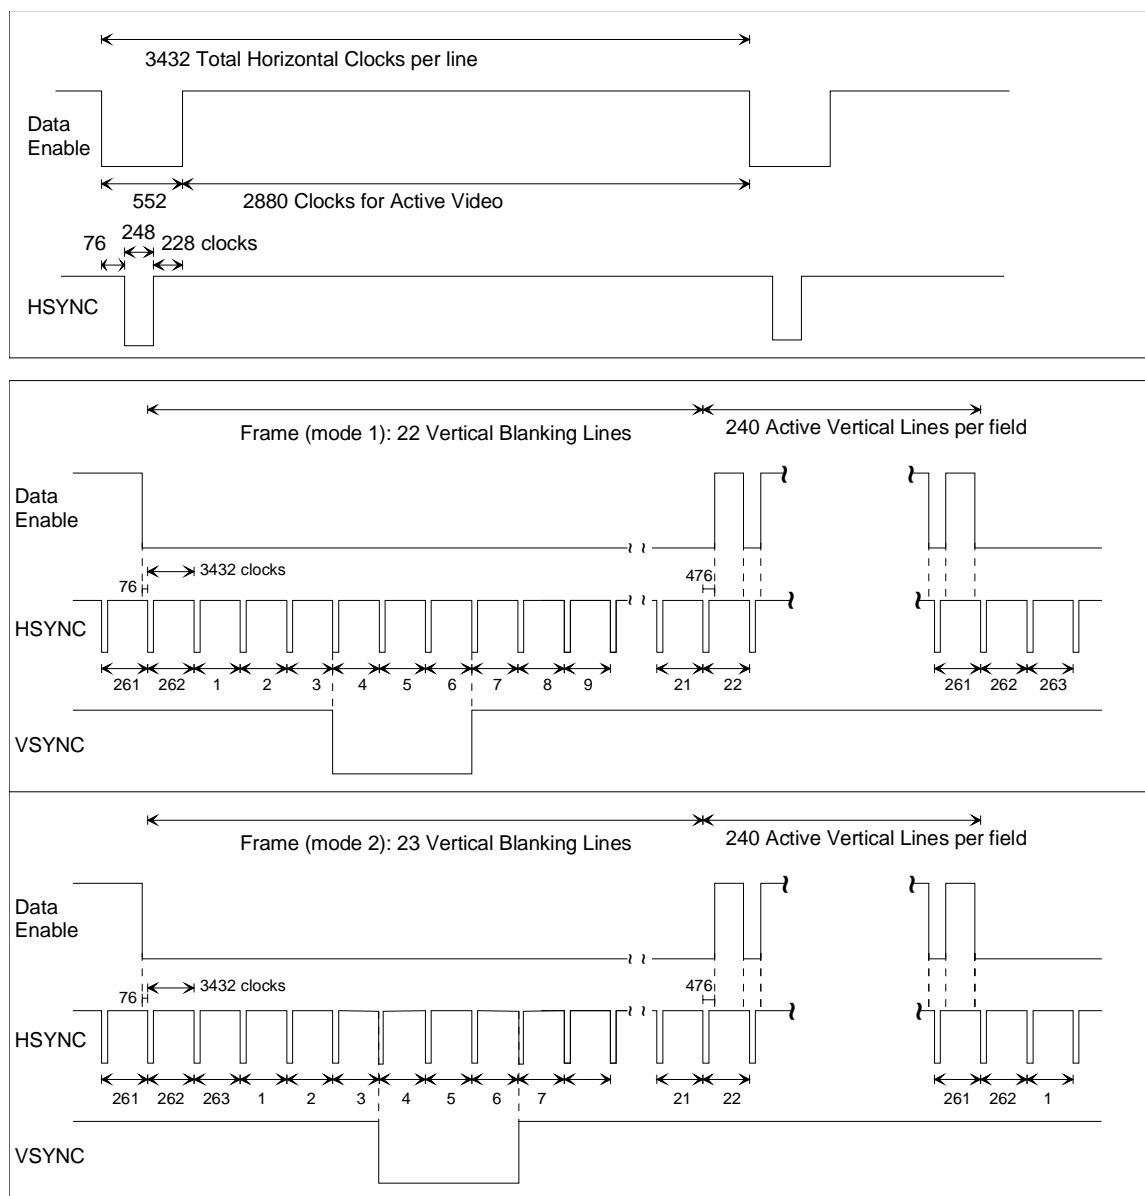 3432 Total Horizontal Clocks per line
Data
Enable
552
2880 Clocks for Active Video
248
76
228 clocks
HSYNC
Frame (mode 1): 22 Vertical Blanking Lines
240 Active Vertical Lines per field
Data
Enable
3432 clocks
76
476
HSYNC
261 262 1 2 3 4 5 6 7 8 9 21 22 261 262 263
VSYNC
Frame (mode 2): 23 Vertical Blanking Lines
240 Active Vertical Lines per field
Data
Enable
3432 clocks
76
476
HSYNC
261 262 263 1 2 3 4 5 6 7 21 22 261 262 1
VSYNC